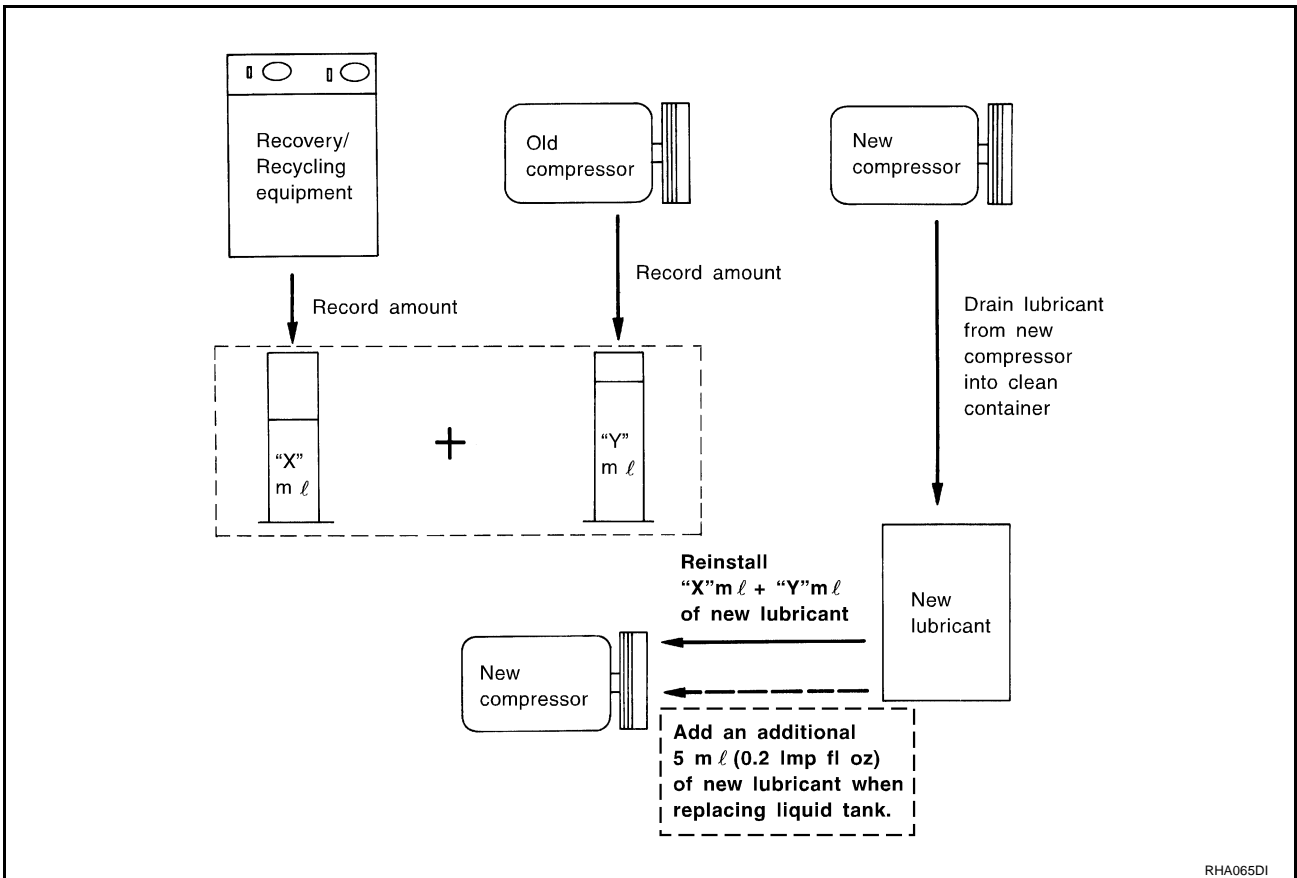 Recovery/
Recycling
equipment
Old
compressor
New
compressor
Record amount
Record amount
Drain lubricant
from new
compressor
into clean
container
“X”
m ℓ
+
“Y”
m ℓ
Reinstall
“X”m ℓ + “Y”m ℓ
of new lubricant
New
lubricant
New
compressor
Add an additional
5 m ℓ (0.2 Imp fl oz)
of new lubricant when
replacing liquid tank.
RHA065DI